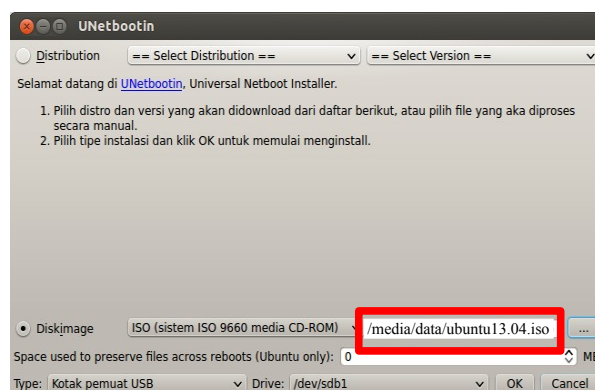 UNetbootin
Distribution == Select Distribution == == Select Version ==
Selamat datang di UNetbootin, Universal Netboot Installer.
1. Pilih distro dan versi yang akan didownload dari daftar berikut, atau pilih file yang aka diproses
secara manual.
2. Pilih tipe instalasi dan klik OK untuk memulai menginstall.
Diskimage ISO (sistem ISO 9660 media CD-ROM) /media/data/ubuntu13.04.iso ...
Space used to preserve files across reboots (Ubuntu only): 0
Type: Kotak pemuat USB Drive: /dev/sdb1 OK Cancel